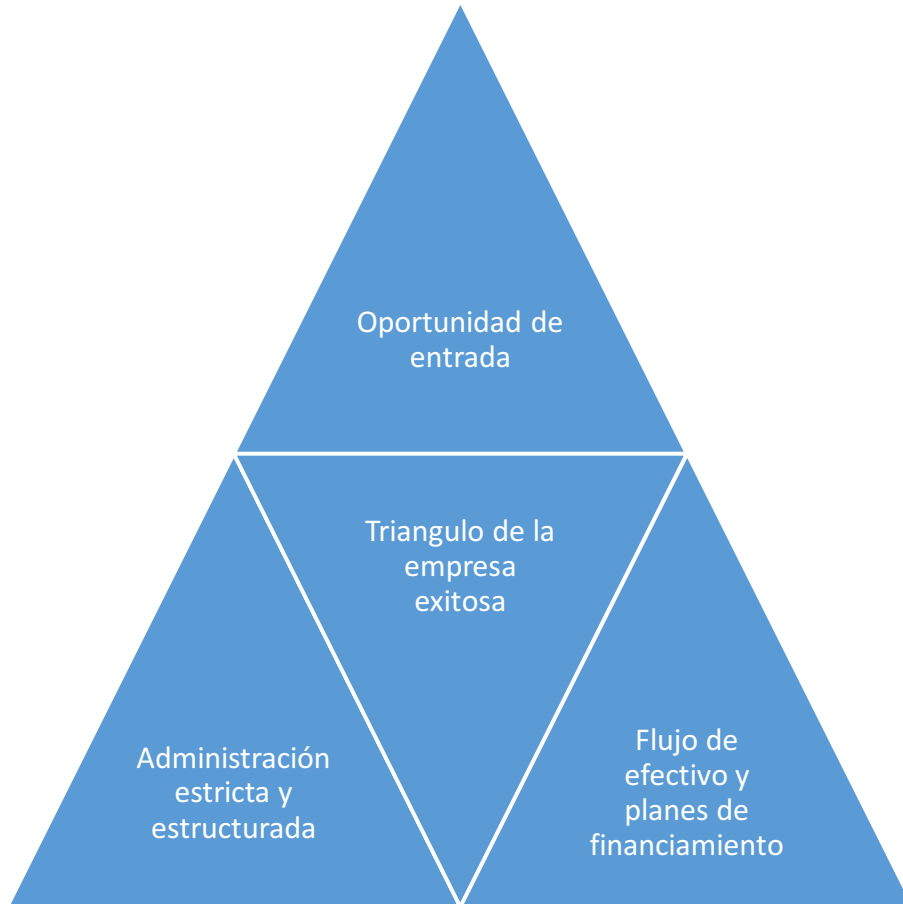 Oportunidad de
entrada
Triangulo de la
empresa
exitosa
Administración
estricta y
estructurada
Flujo de
efectivo y
planes de
financiamiento